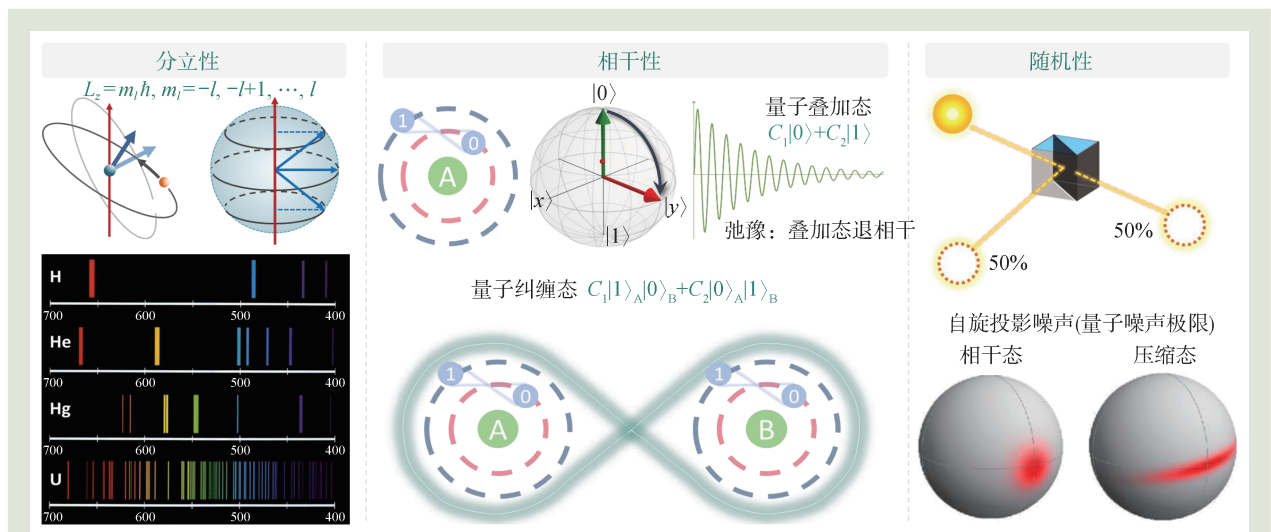 分立性
L_z=m_l h, m_l=−l, −l+1, ⋯, l
H
700 600 500 400
He
700 600 500 400
Hg
700 600 500 400
U
700 600 500 400
相干性
1
0
A
|0⟩
|x⟩
|y⟩
|1⟩
量子叠加态
C₁|0⟩+C₂|1⟩
弛豫：叠加态退相干
量子纠缠态 C₁|1⟩_A|0⟩_B+C₂|0⟩_A|1⟩_B
1
0
A
1
0
B
随机性
50%
50%
自旋投影噪声(量子噪声极限)
相干态 压缩态